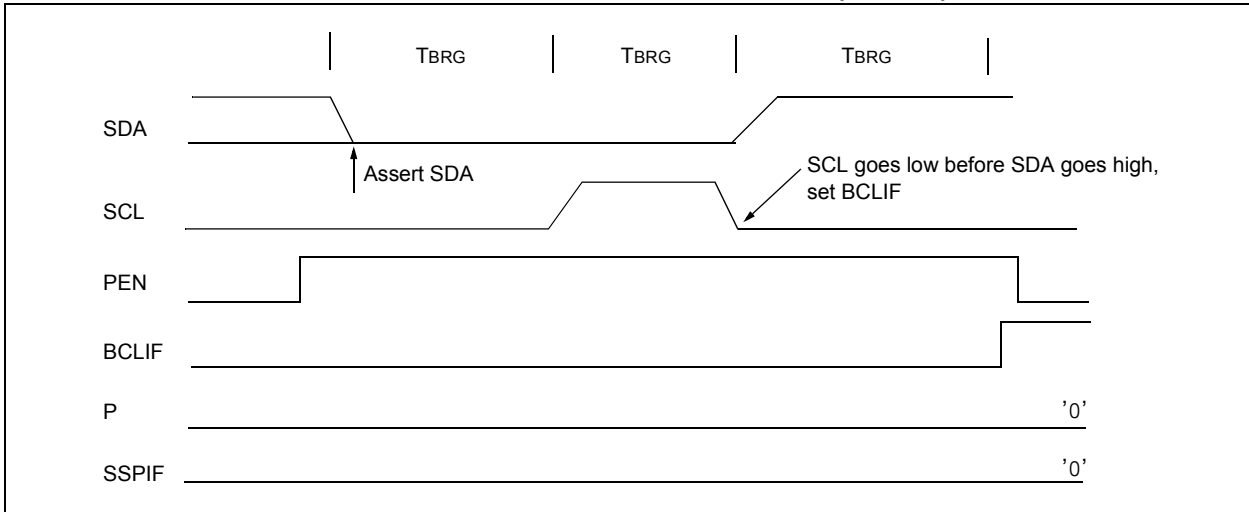 TBRG TBRG TBRG
SDA
Assert SDA
SCL goes low before SDA goes high,
set BCLIF
SCL
PEN
BCLIF
P '0'
SSPIF '0'